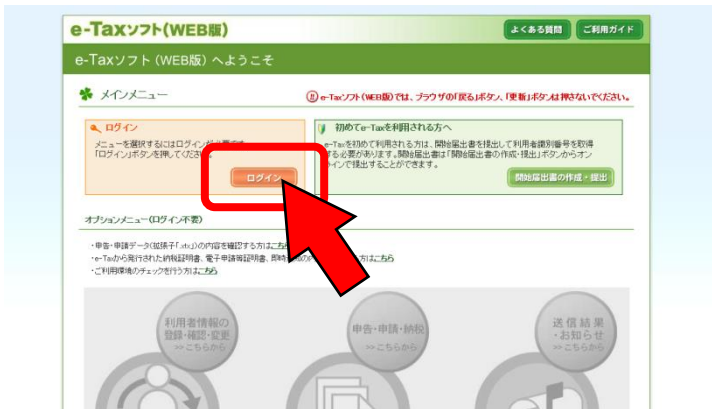 e-Taxソフト(WEB版)
よくある質問
ご利用ガイド
e-Taxソフト(WEB版)へようこそ
メインメニュー
e-Taxソフト(WEB版)では、ブラウザの「戻る」ボタン、「更新」ボタンは押さないでください。
ログイン
メニューを選択するにはログインが必要です。
「ログイン」ボタンを押してください。
ログイン
初めてe-Taxを利用される方へ
e-Taxを初めて利用される方は、開始届出書を提出して利用者識別番号を取得
する必要があります。開始届出書は「開始届出書の作成・提出」ボタンからオン
ラインで提出することができます。
開始届出書の作成・提出
オプションメニュー(ログイン不要)
・申告・申請データ(拡張子「.xtx」)の内容を確認する方はこちら
・e-Taxから発行された納税証明書、電子申請等証明書、即時 の方はこちら
・ご利用環境のチェックを行う方はこちら
利用者情報の
登録・確認・変更
>>こちらから
申告・申請・納税
>>こちらから
送信結果
・お知らせ
>>こちらから